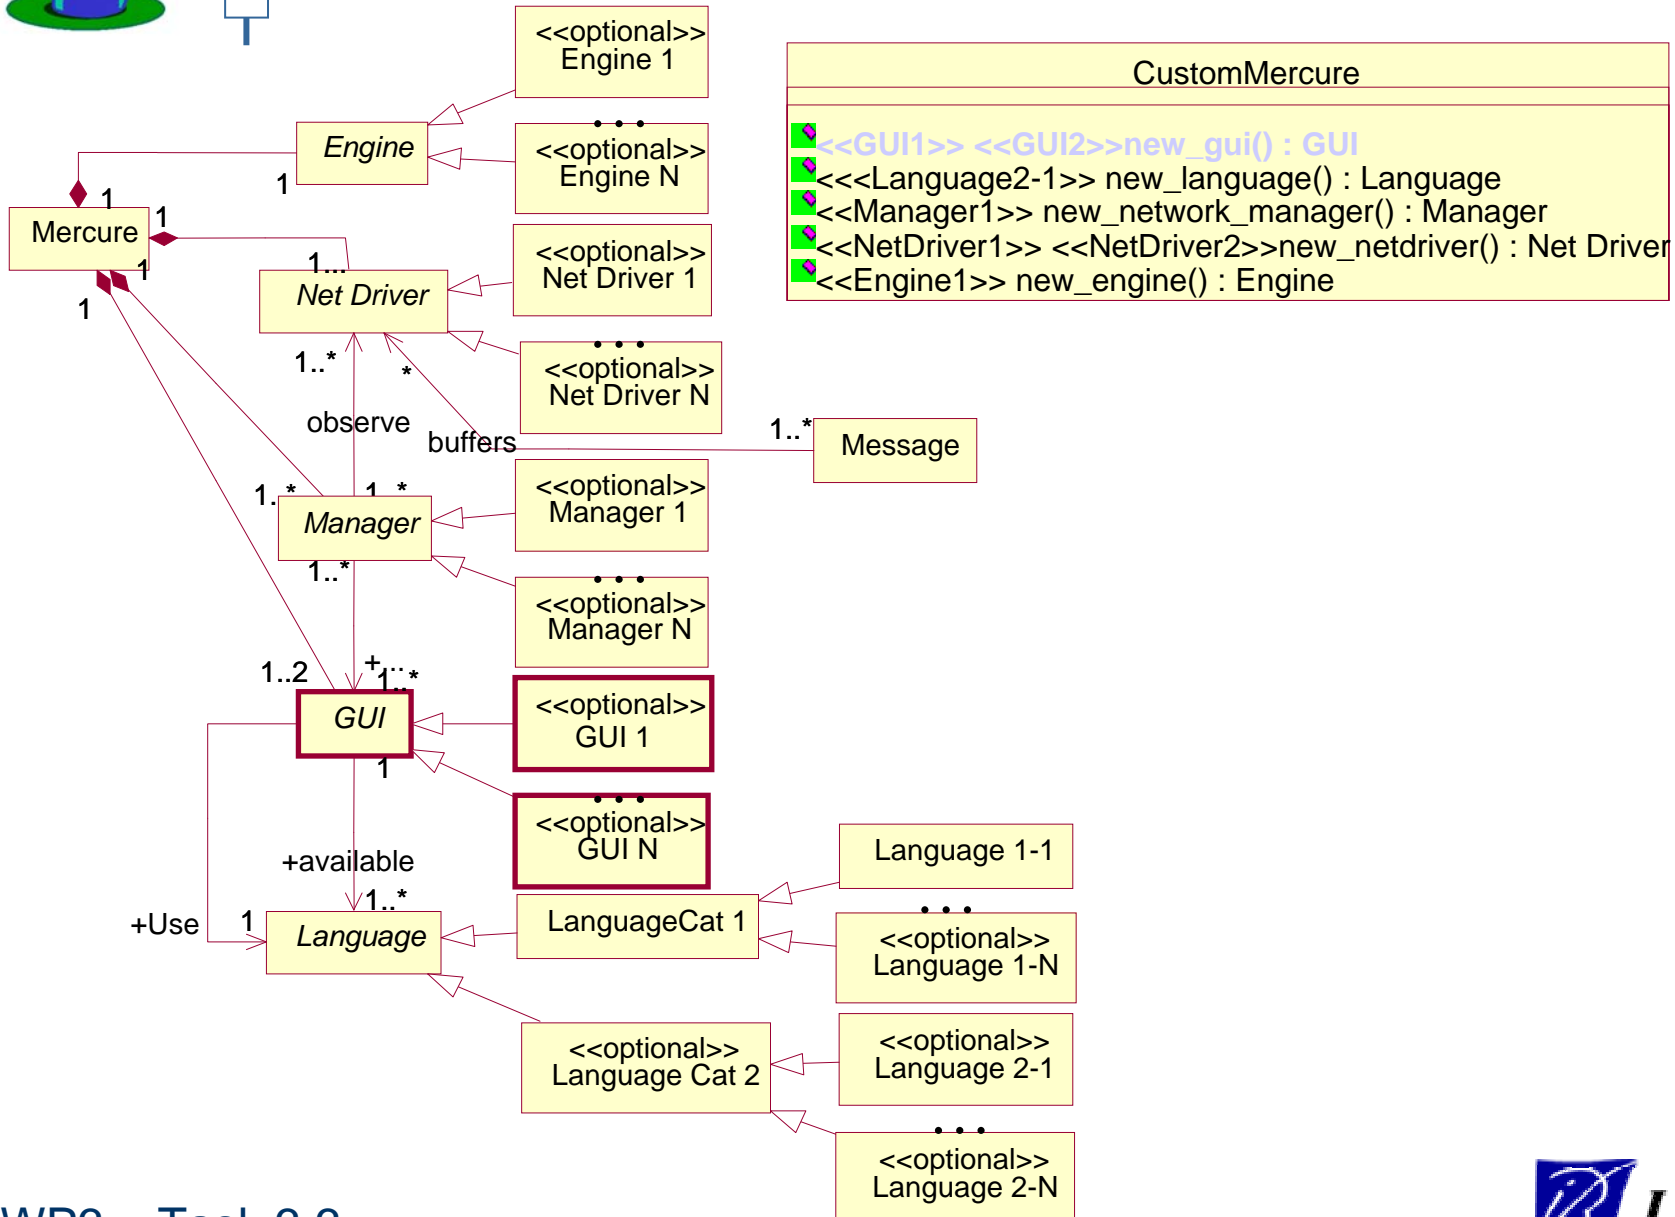 <<optional>>
Engine 1
CustomMercure
<<GUI1>> <<GUI2>>new_gui() : GUI
<<<Language2-1>> new_language() : Language
<<Manager1>> new_network_manager() : Manager
<<NetDriver1>> <<NetDriver2>>new_netdriver() : Net Driver
<<Engine1>> new_engine() : Engine
Engine
1
• • •
<<optional>>
Engine N
1
Mercure
1
1
1
<<optional>>
Net Driver 1
1...
Net Driver
• • •
<<optional>>
Net Driver N
1..*
*
observe
buffers
1..*
Message
<<optional>>
Manager 1
1. *
1. *
Manager
1..*
• • •
<<optional>>
Manager N
1..2
+...
1..*
GUI
1
<<optional>>
GUI 1
• • •
<<optional>>
GUI N
+available
1..*
+Use
1
Language
LanguageCat 1
Language 1-1
• • •
<<optional>>
Language 1-N
<<optional>>
Language Cat 2
<<optional>>
Language 2-1
• • •
<<optional>>
Language 2-N